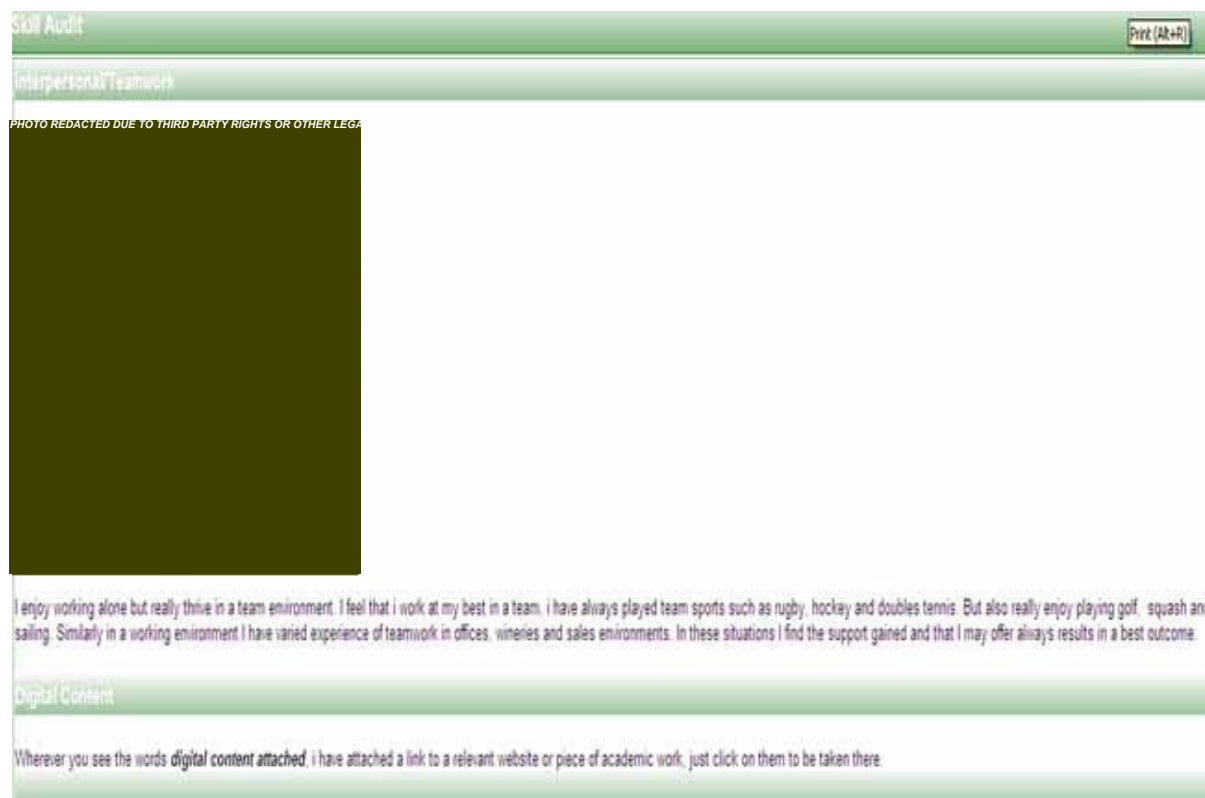 Skill Audit
Print (Alt+R)
Interpersonal/Teamwork
PHOTO REDACTED DUE TO THIRD PARTY RIGHTS OR OTHER LEGA
I enjoy working alone but really thrive in a team environment. I feel that i work at my best in a team, i have always played team sports such as rugby, hockey and doubles tennis. But also really enjoy playing golf, squash and
sailing. Similarly in a working environment I have varied experience of teamwork in offices, wineries and sales environments. In these situations I find the support gained and that I may offer always results in a best outcome.
Digital Content
Wherever you see the words digital content attached, i have attached a link to a relevant website or piece of academic work, just click on them to be taken there.